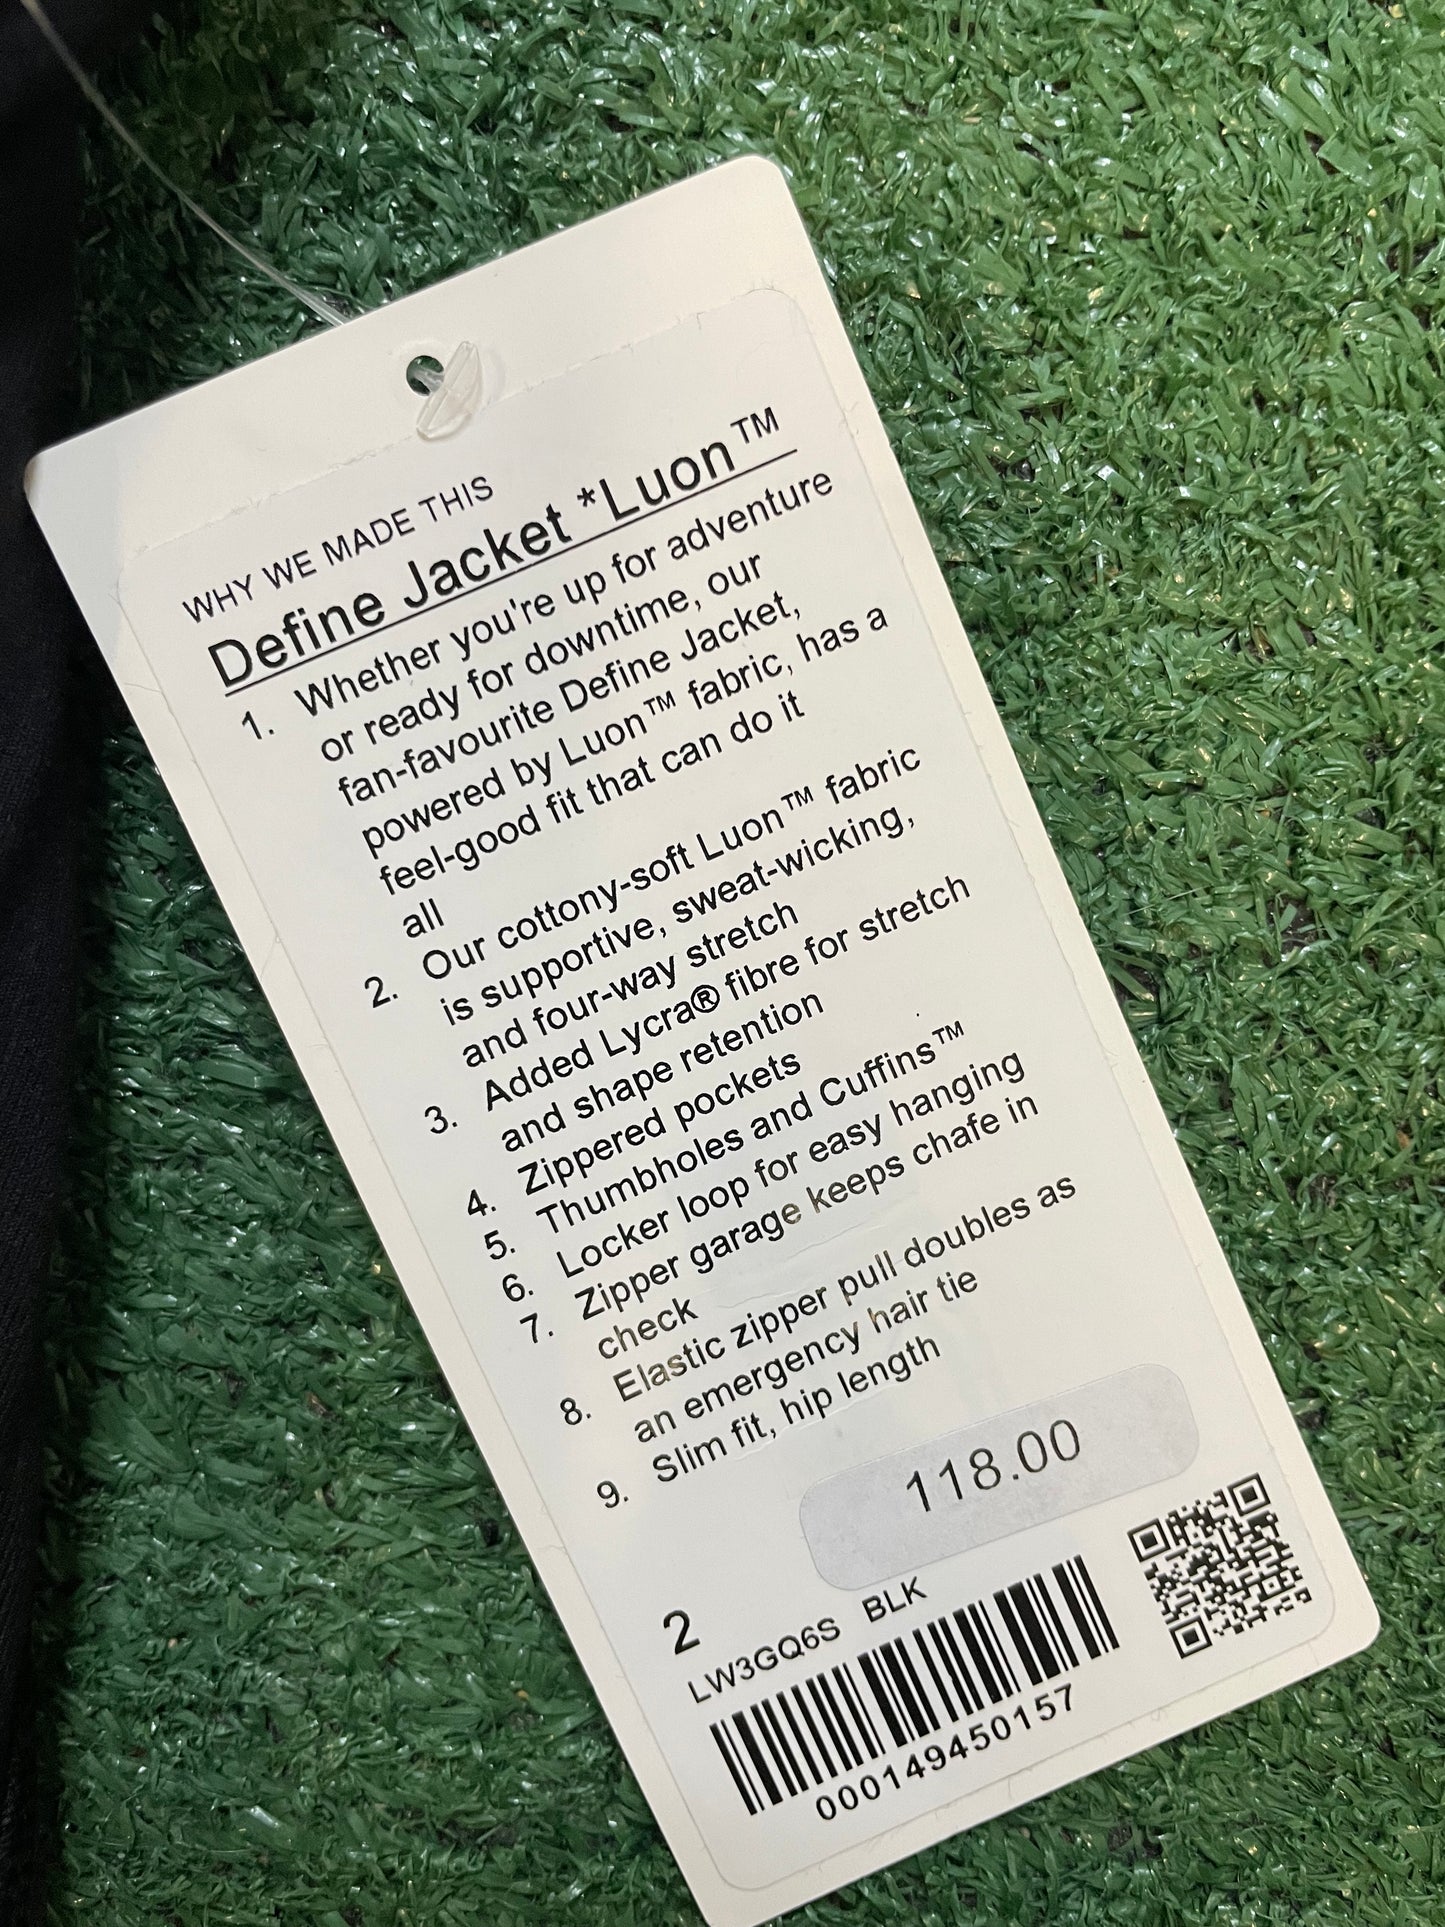 WHY WE MADE THIS
Define Jacket *Luon™
1. Whether you're up for adventure
or ready for downtime, our
fan-favourite Define Jacket,
powered by Luon™ fabric, has a
feel-good fit that can do it
all
2. Our cottony-soft Luon™ fabric
is supportive, sweat-wicking,
and four-way stretch
3. Added Lycra® fibre for stretch
and shape retention
4. Zippered pockets
5. Thumbholes and Cuffins™
6. Locker loop for easy hanging
7. Zipper garage keeps chafe in
check
8. Elastic zipper pull doubles as
an emergency hair tie
9. Slim fit, hip length
118.00
2
LW3GQ6S BLK
000149450157